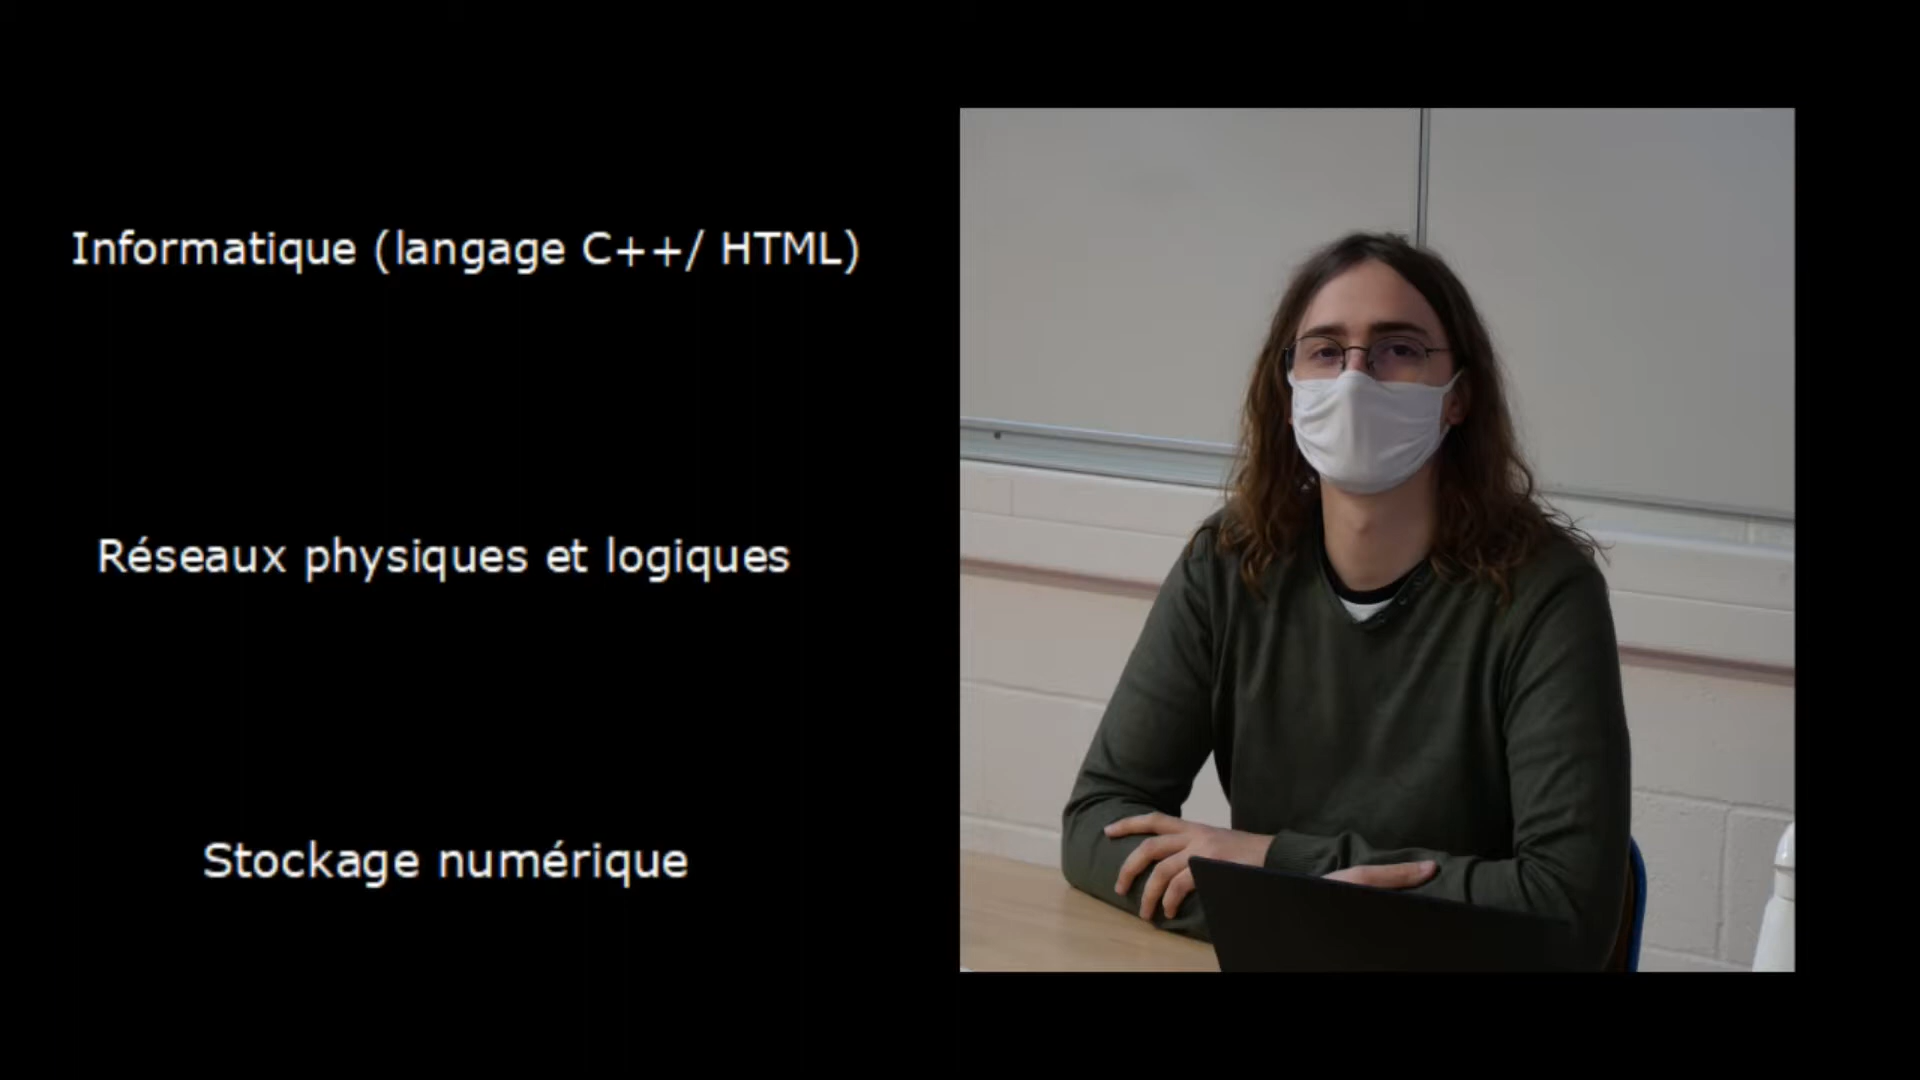 Informatique (langage C++/ HTML)
Réseaux physiques et logiques
Stockage numérique